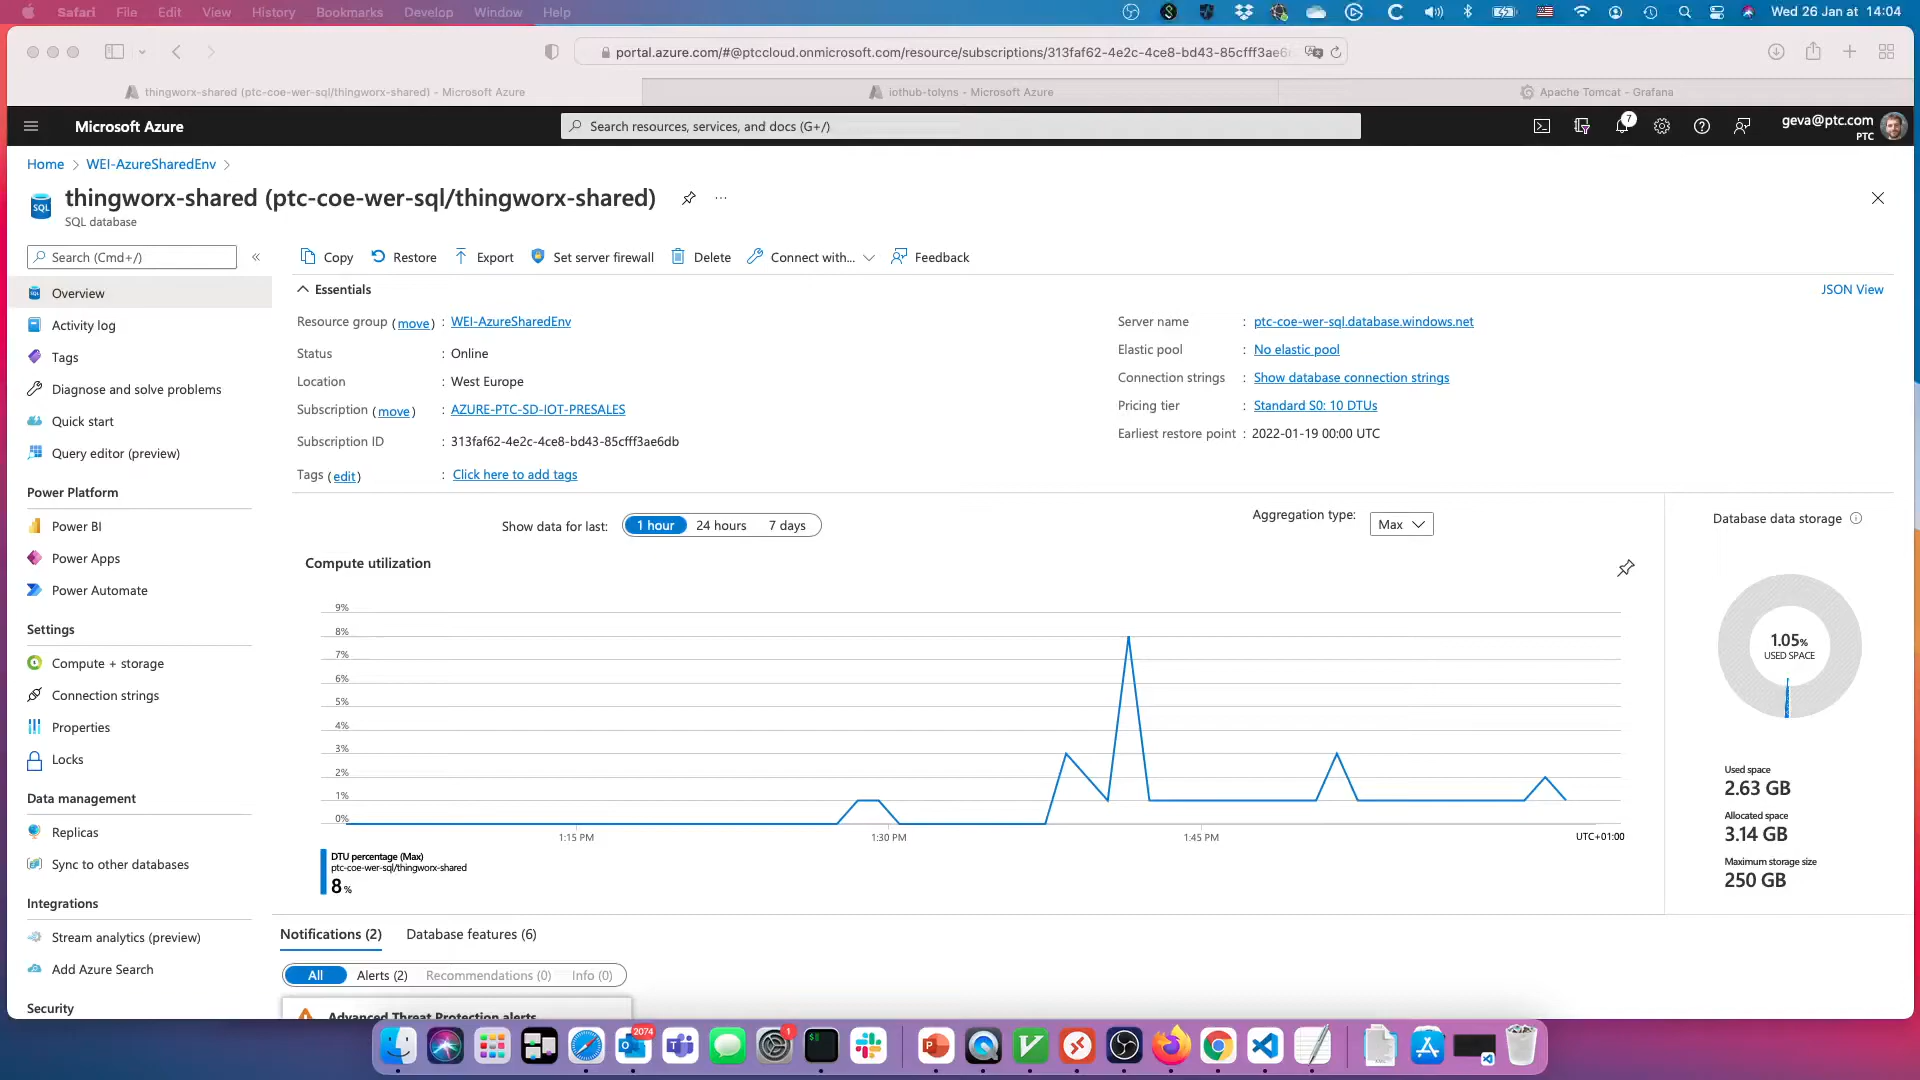 Safari File Edit View History Bookmarks Develop Window Help
Wed 26 Jan at 14:04
portal.azure.com/#@ptccloud.onmicrosoft.com/resource/subscriptions/313faf62-4e2c-4ce8-bd43-85cfff3ae6
thingworx-shared (ptc-coe-wer-sql/thingworx-shared) - Microsoft Azure
iothub-tolyns - Microsoft Azure
Apache Tomcat - Grafana
Microsoft Azure
Search resources, services, and docs (G+/)
7
geva@ptc.com
PTC
Home > WEI-AzureSharedEnv >
SQL
thingworx-shared (ptc-coe-wer-sql/thingworx-shared)
...
SQL database
Search (Cmd+/)
«
Copy Restore Export Set server firewall Delete Connect with... Feedback
Overview
Activity log
Tags
Diagnose and solve problems
Quick start
Query editor (preview)
Power Platform
Power BI
Power Apps
Power Automate
Settings
Compute + storage
Connection strings
Properties
Locks
Data management
Replicas
Sync to other databases
Integrations
Stream analytics (preview)
Add Azure Search
Security
Essentials
JSON View
Resource group (move) : WEI-AzureSharedEnv
Status : Online
Location : West Europe
Subscription (move) : AZURE-PTC-SD-IOT-PRESALES
Subscription ID : 313faf62-4e2c-4ce8-bd43-85cfff3ae6db
Tags (edit) : Click here to add tags
Server name : ptc-coe-wer-sql.database.windows.net
Elastic pool : No elastic pool
Connection strings : Show database connection strings
Pricing tier : Standard S0: 10 DTUs
Earliest restore point : 2022-01-19 00:00 UTC
Show data for last: 1 hour 24 hours 7 days
Aggregation type: Max
Compute utilization
9%
8%
7%
6%
5%
4%
3%
2%
1%
0%
1:15 PM 1:30 PM 1:45 PM UTC+01:00
DTU percentage (Max)
ptc-coe-wer-sql/thingworx-shared
8 %
Database data storage
1.05%
USED SPACE
Used space
2.63 GB
Allocated space
3.14 GB
Maximum storage size
250 GB
Notifications (2) Database features (6)
All Alerts (2) Recommendations (0) Info (0)
Advanced Threat Protection alerts
2074
1